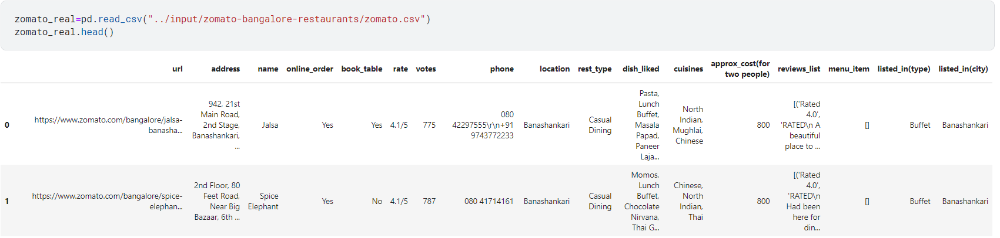 zomato_real=pd.read_csv("../input/zomato-bangalore-restaurants/zomato.csv")
zomato_real.head()
url address name online_order book_table rate votes phone location rest_type dish_liked cuisines approx_cost(for two people) reviews_list menu_item listed_in(type) listed_in(city)
0 https://www.zomato.com/bangalore/jalsa-banasha... 942, 21st Main Road, 2nd Stage, Banashankari, ... Jalsa Yes Yes 4.1/5 775 080 42297555\r\n+91 9743772233 Banashankari Casual Dining Pasta, Lunch Buffet, Masala Papad, Paneer Laja... North Indian, Mughlai, Chinese 800 [('Rated 4.0', 'RATED\n A beautiful place to ... [] Buffet Banashankari
1 https://www.zomato.com/bangalore/spice-elephan... 2nd Floor, 80 Feet Road, Near Big Bazaar, 6th ... Spice Elephant Yes No 4.1/5 787 080 41714161 Banashankari Casual Dining Momos, Lunch Buffet, Chocolate Nirvana, Thai G... Chinese, North Indian, Thai 800 [('Rated 4.0', 'RATED\n Had been here for din... [] Buffet Banashankari